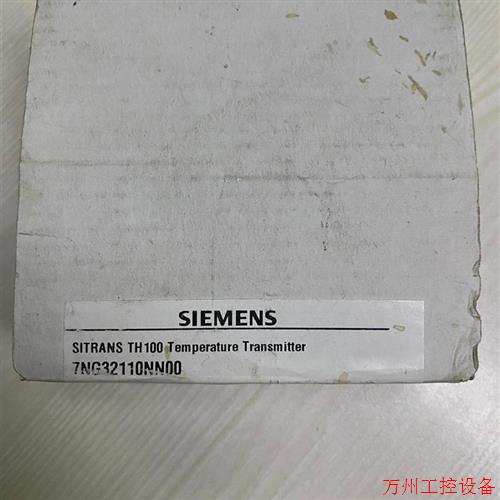 SIEMENS
SITRANS TH100 Temperature Transmitter
7NG32110NN00
万州工控设备